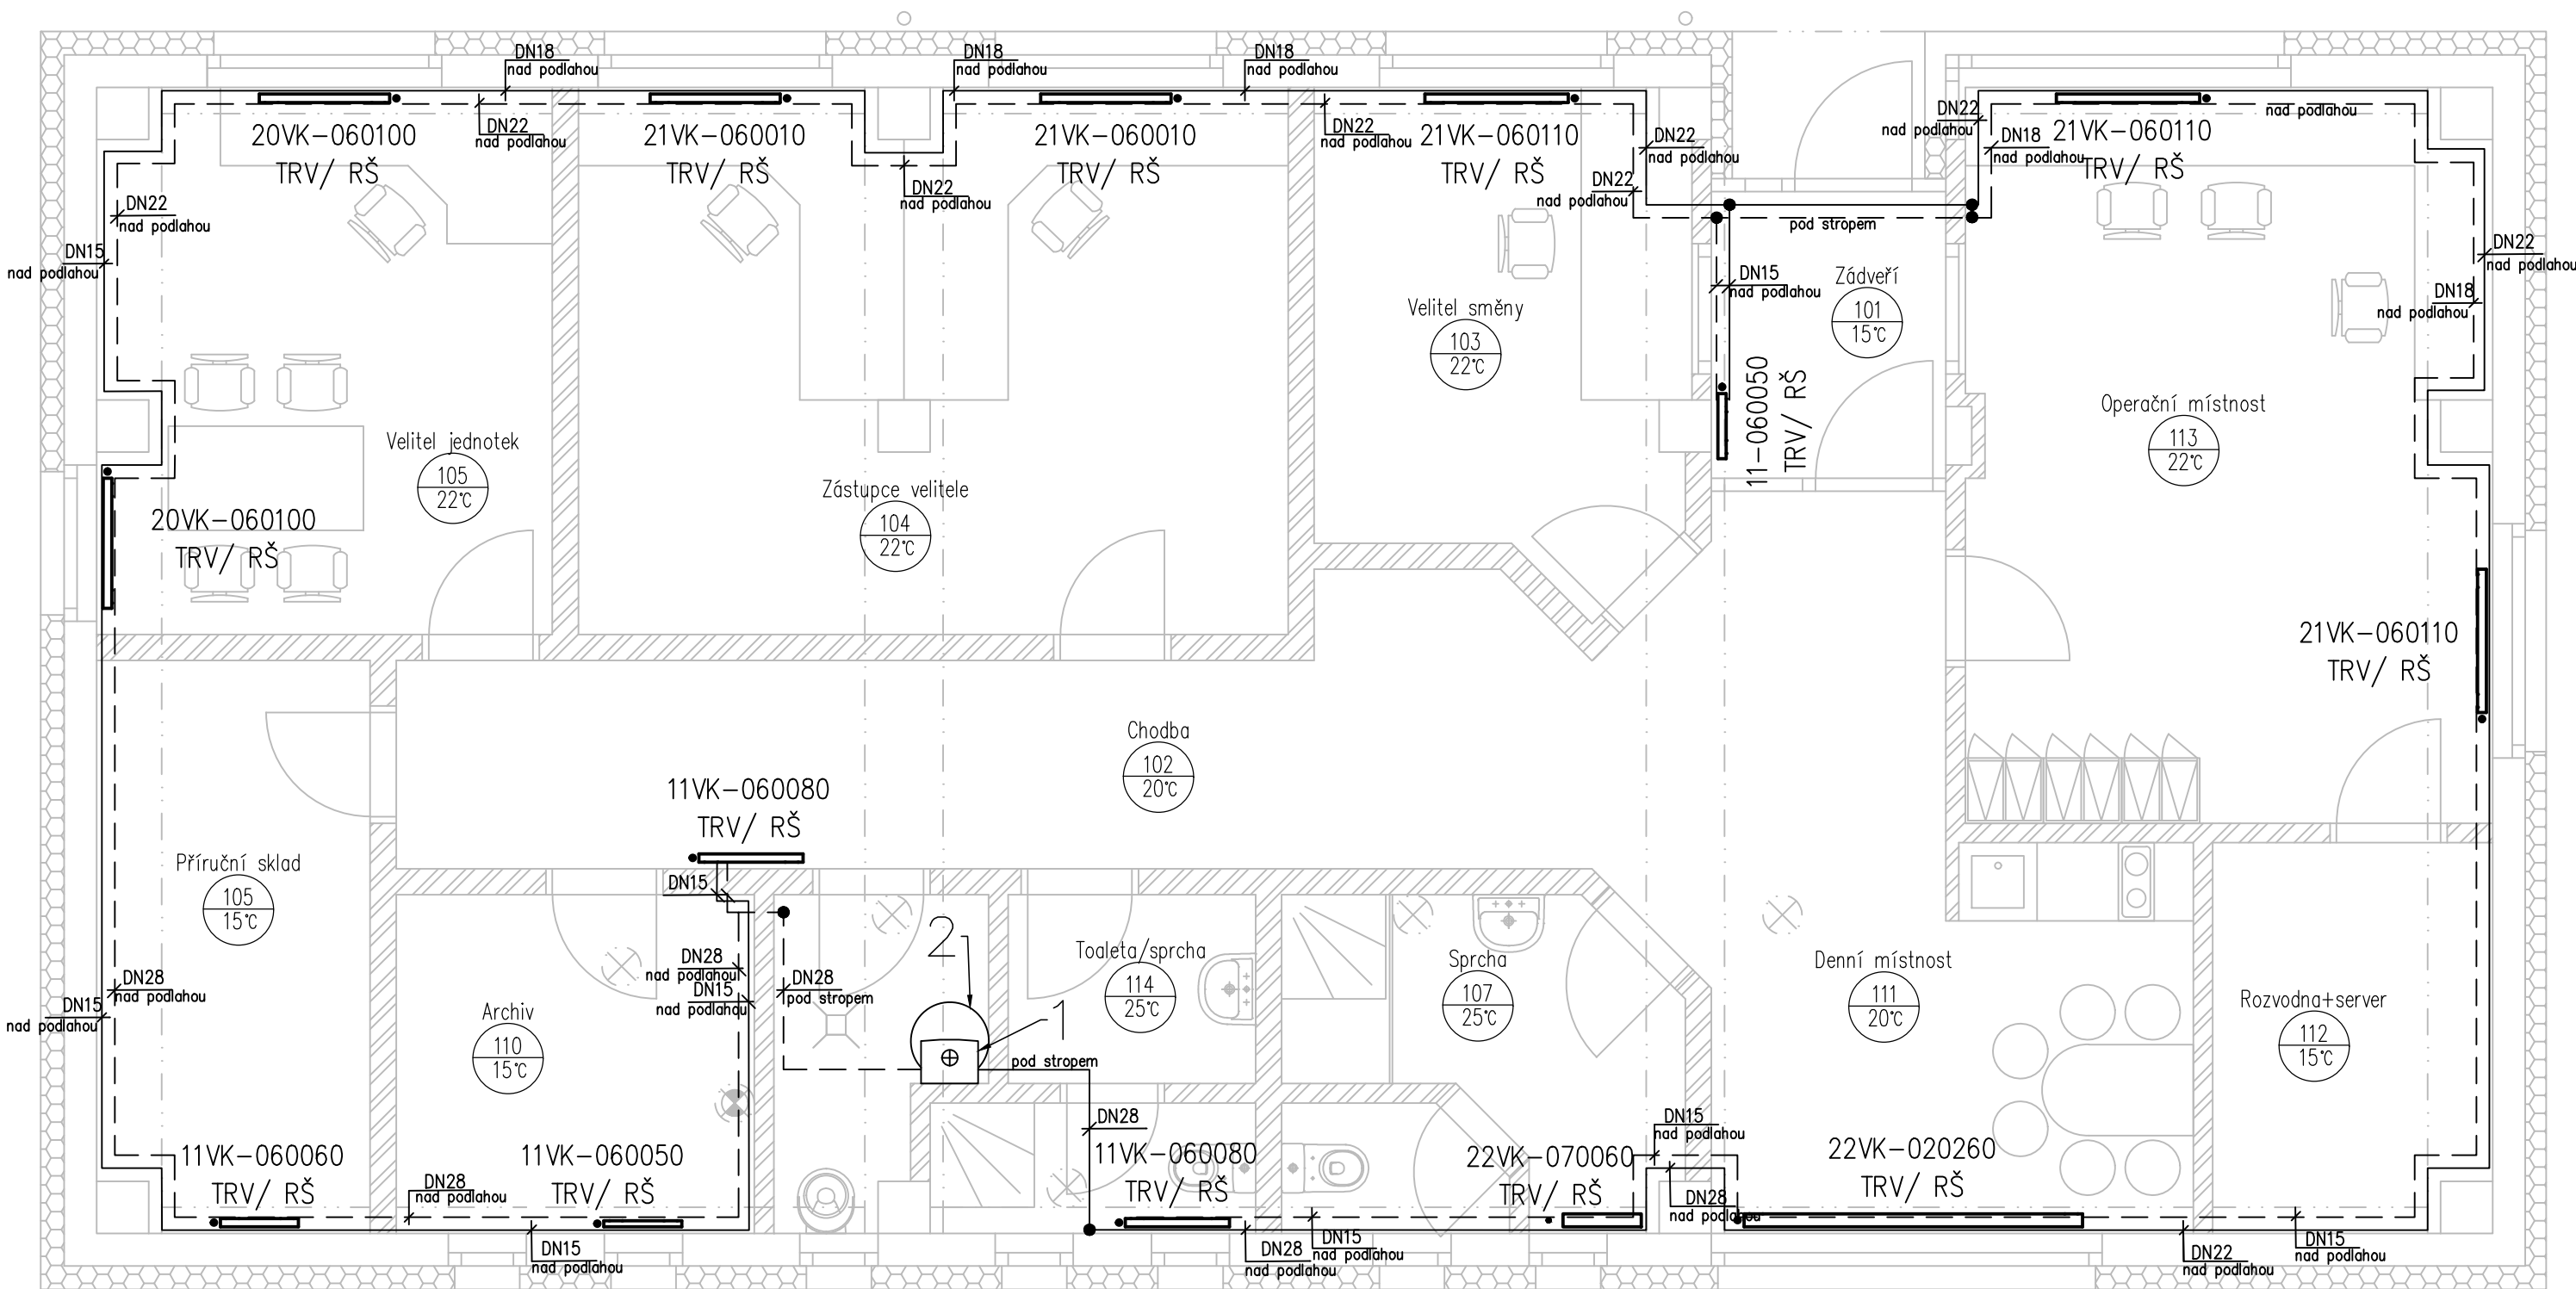 DN18
nad podlahou
DN18
nad podlahou
DN18
nad podlahou
20VK-060100
TRV/ RŠ
DN22
nad podlahou
21VK-060010
TRV/ RŠ
DN22
nad podlahou
21VK-060010
TRV/ RŠ
DN22
nad podlahou
21VK-060110
TRV/ RŠ
DN22
nad podlahou
DN22
nad podlahou
DN22
nad podlahou
DN18
nad podlahou
21VK-060110
TRV/ RŠ
nad podlahou
DN22
nad podlahou
DN15
nad podlahou
pod stropem
DN15
nad podlahou
Zádveří
101
15°C
11-060050
TRV/ RŠ
DN22
nad podlahou
DN18
nad podlahou
Velitel směny
103
22°C
Operační místnost
113
22°C
Velitel jednotek
105
22°C
20VK-060100
TRV/ RŠ
Zástupce velitele
104
22°C
21VK-060110
TRV/ RŠ
Chodba
102
20°C
11VK-060080
TRV/ RŠ
Příruční sklad
105
15°C
DN15
DN28
nad podlahou
DN15
nad podlahou
DN28
nad podlahou
DN15
nad podlahou
DN28
pod stropem
2
1
pod stropem
Toaleta/sprcha
114
25°C
Sprcha
107
25°C
Denní místnost
111
20°C
Rozvodna+server
112
15°C
Archiv
110
15°C
DN28
DN15
nad podlahou
11VK-060060
TRV/ RŠ
DN28
nad podlahou
11VK-060050
TRV/ RŠ
11VK-060080
TRV/ RŠ
22VK-070060
TRV/ RŠ
DN28
nad podlahou
22VK-020260
TRV/ RŠ
DN15
nad podlahou
DN28
nad podlahou
DN15
nad podlahou
DN22
nad podlahou
DN15
nad podlahou